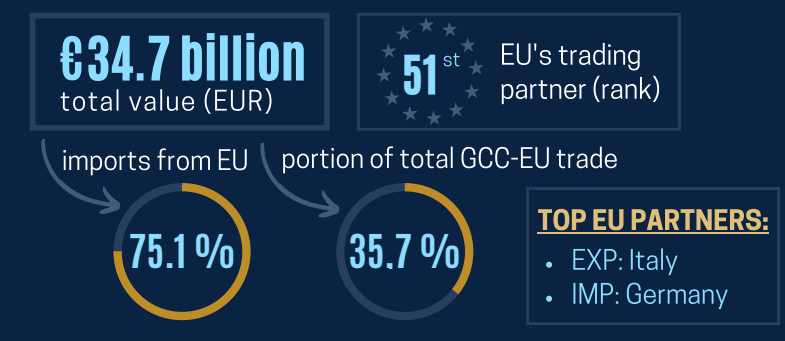 €34.7 billion
total value (EUR)
51st
EU's trading
partner (rank)
imports from EU
portion of total GCC-EU trade
75.1 %
35.7 %
TOP EU PARTNERS:
• EXP: Italy
• IMP: Germany